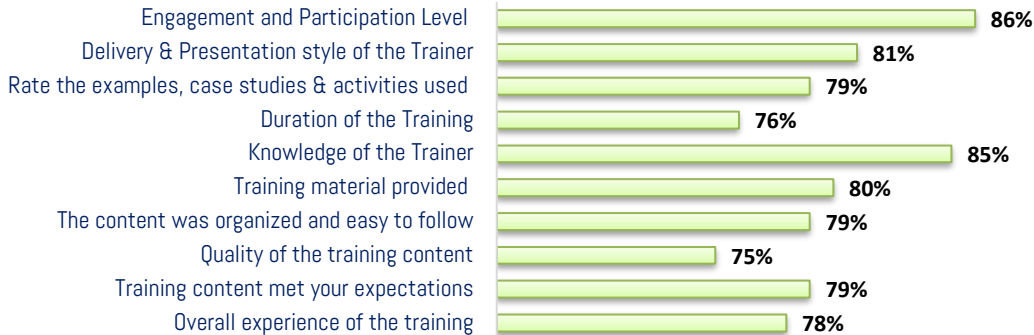 Engagement and Participation Level 86%
Delivery & Presentation style of the Trainer 81%
Rate the examples, case studies & activities used 79%
Duration of the Training 76%
Knowledge of the Trainer 85%
Training material provided 80%
The content was organized and easy to follow 79%
Quality of the training content 75%
Training content met your expectations 79%
Overall experience of the training 78%